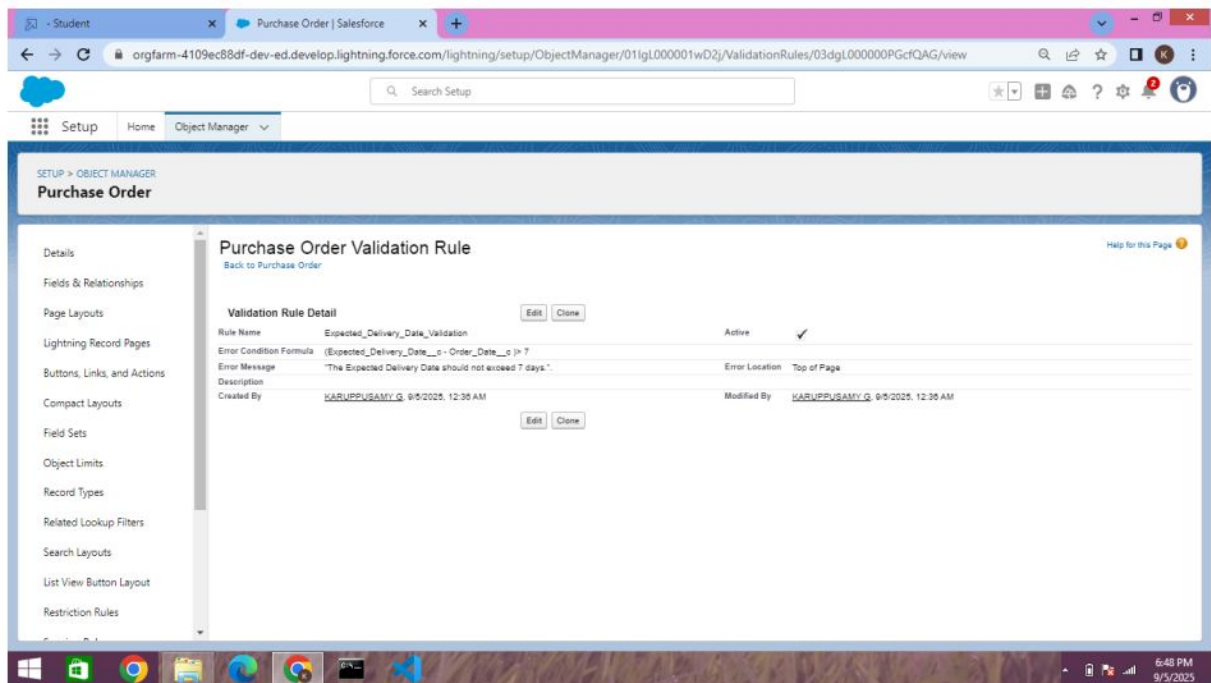 - Student
Purchase Order | Salesforce
orgfarm-4109ec88df-dev-ed.develop.lightning.force.com/lightning/setup/ObjectManager/01IgL000001wD2j/ValidationRules/03dgL000000PGcfQAG/view
K
Search Setup
2
Setup Home Object Manager
SETUP > OBJECT MANAGER
Purchase Order
Details
Fields & Relationships
Page Layouts
Lightning Record Pages
Buttons, Links, and Actions
Compact Layouts
Field Sets
Object Limits
Record Types
Related Lookup Filters
Search Layouts
List View Button Layout
Restriction Rules
Purchase Order Validation Rule
Help for this Page
Back to Purchase Order
Validation Rule Detail Edit Clone
Rule Name Expected_Delivery_Date_Validation Active
Error Condition Formula (Expected_Delivery_Date__c - Order_Date__c )> 7
Error Message "The Expected Delivery Date should not exceed 7 days.". Error Location Top of Page
Description
Created By KARUPPUSAMY G, 9/5/2025, 12:36 AM Modified By KARUPPUSAMY G, 9/5/2025, 12:36 AM
Edit Clone
6:48 PM
9/5/2025